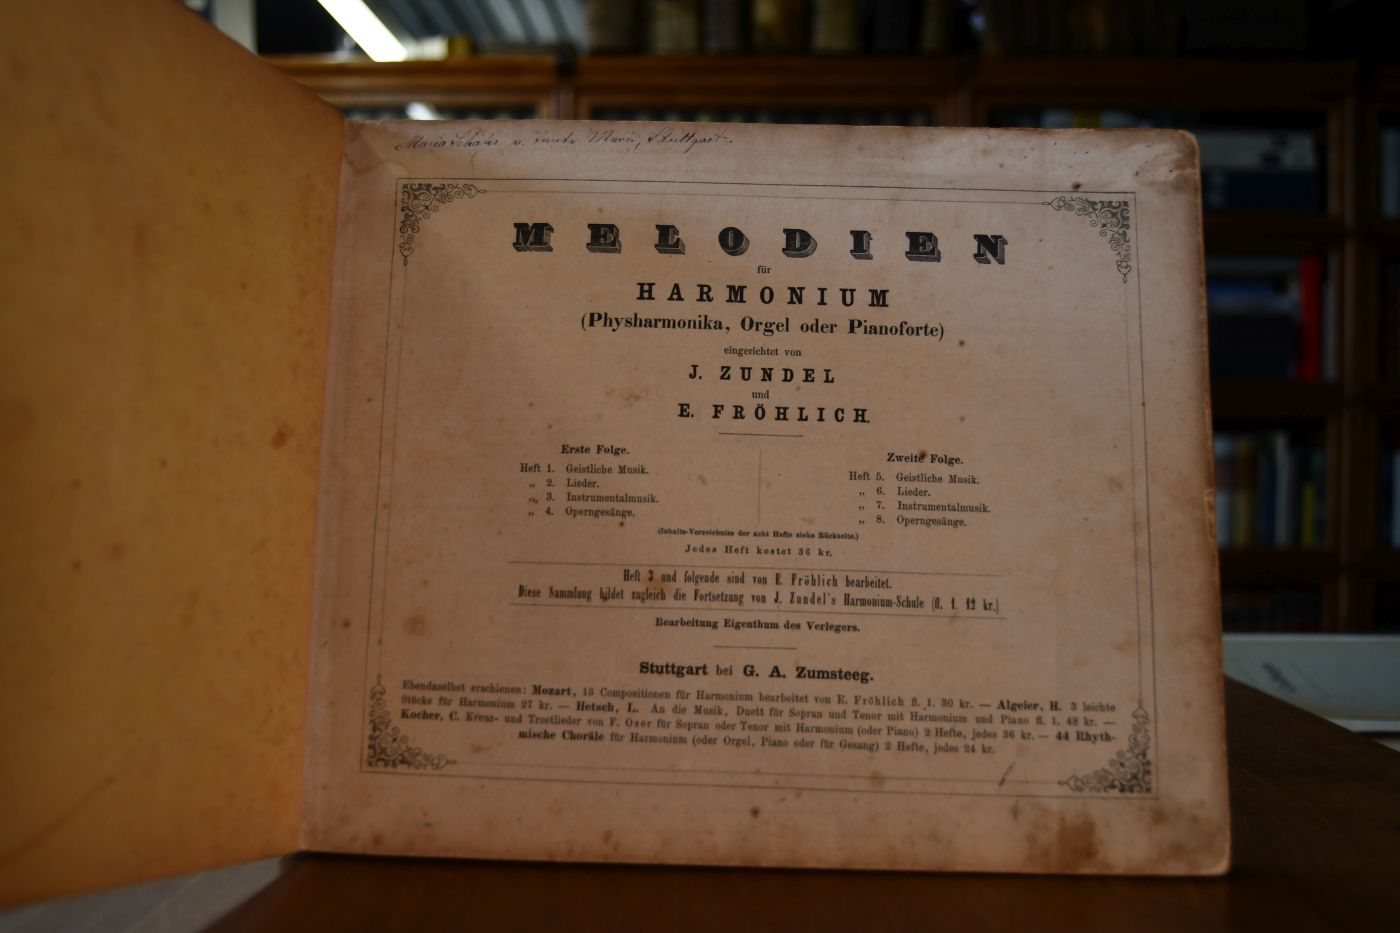 Maria Schäfer v. Tante Marie, Stuttgart.
MELODIEN
für
HARMONIUM
(Physharmonika, Orgel oder Pianoforte)
eingerichtet von
J. ZUNDEL
und
E. FRÖHLICH.
Erste Folge.
Heft 1. Geistliche Musik.
„ 2. Lieder.
„ 3. Instrumentalmusik.
„ 4. Operngesänge.
Zweite Folge.
Heft 5. Geistliche Musik.
„ 6. Lieder.
„ 7. Instrumentalmusik.
„ 8. Operngesänge.
(Inhalts-Verzeichniss der acht Hefte siehe Rückseite.)
Jedes Heft kostet 36 kr.
Heft 3 und folgende sind von E. Fröhlich bearbeitet.
Diese Sammlung bildet zugleich die Fortsetzung von J. Zundel's Harmonium-Schule (fl. 1. 12 kr.)
Bearbeitung Eigenthum des Verlegers.
Stuttgart bei G. A. Zumsteeg.
Ebendaselbst erschienen: Mozart, 13 Compositionen für Harmonium bearbeitet von E. Fröhlich fl. 1. 30 kr. — Algeier, H. 3 leichte
Stücke für Harmonium 27 kr. — Hetsch, L. An die Musik, Duett für Sopran und Tenor mit Harmonium und Piano fl. 1. 48 kr. —
Kocher, C. Kreuz- und Trostlieder von F. Oser für Sopran oder Tenor mit Harmonium (oder Piano) 2 Hefte, jedes 36 kr. — 44 Rhyth-
mische Choräle für Harmonium (oder Orgel, Piano oder für Gesang) 2 Hefte, jedes 24 kr.